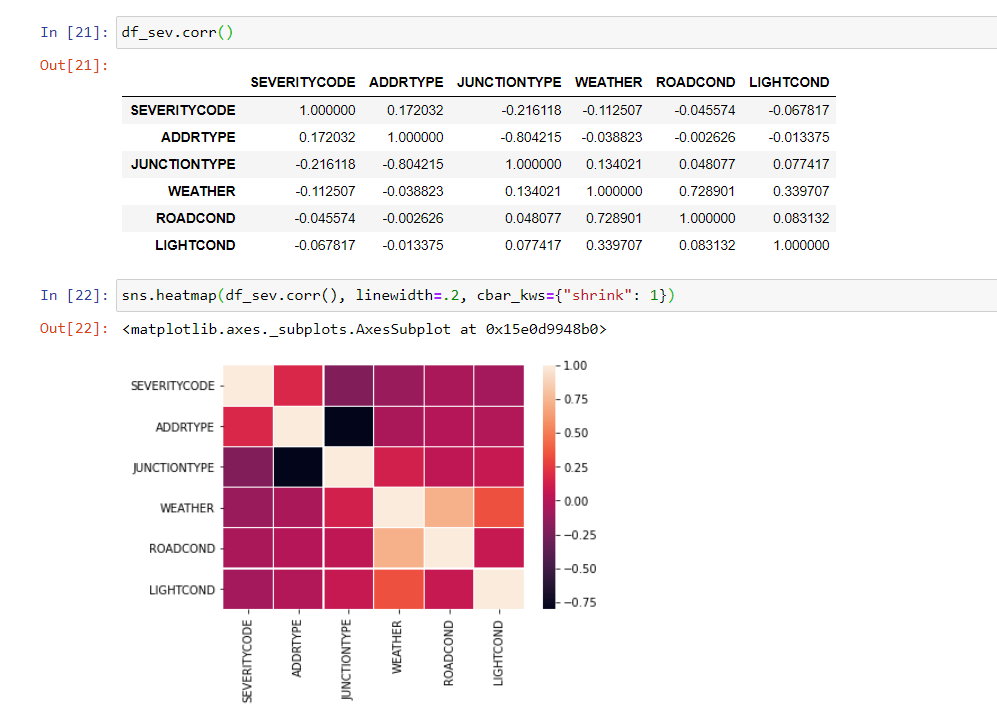 In [21]: df_sev.corr()
Out[21]:
SEVERITYCODE ADDRTYPE JUNCTIONTYPE WEATHER ROADCOND LIGHTCOND
SEVERITYCODE 1.000000 0.172032 -0.216118 -0.112507 -0.045574 -0.067817
ADDRTYPE 0.172032 1.000000 -0.804215 -0.038823 -0.002626 -0.013375
JUNCTIONTYPE -0.216118 -0.804215 1.000000 0.134021 0.048077 0.077417
WEATHER -0.112507 -0.038823 0.134021 1.000000 0.728901 0.339707
ROADCOND -0.045574 -0.002626 0.048077 0.728901 1.000000 0.083132
LIGHTCOND -0.067817 -0.013375 0.077417 0.339707 0.083132 1.000000
In [22]: sns.heatmap(df_sev.corr(), linewidth=.2, cbar_kws={"shrink": 1})
Out[22]: <matplotlib.axes._subplots.AxesSubplot at 0x15e0d9948b0>
SEVERITYCODE
ADDRTYPE
JUNCTIONTYPE
WEATHER
ROADCOND
LIGHTCOND
SEVERITYCODE
ADDRTYPE
JUNCTIONTYPE
WEATHER
ROADCOND
LIGHTCOND
1.00
0.75
0.50
0.25
0.00
−0.25
−0.50
−0.75